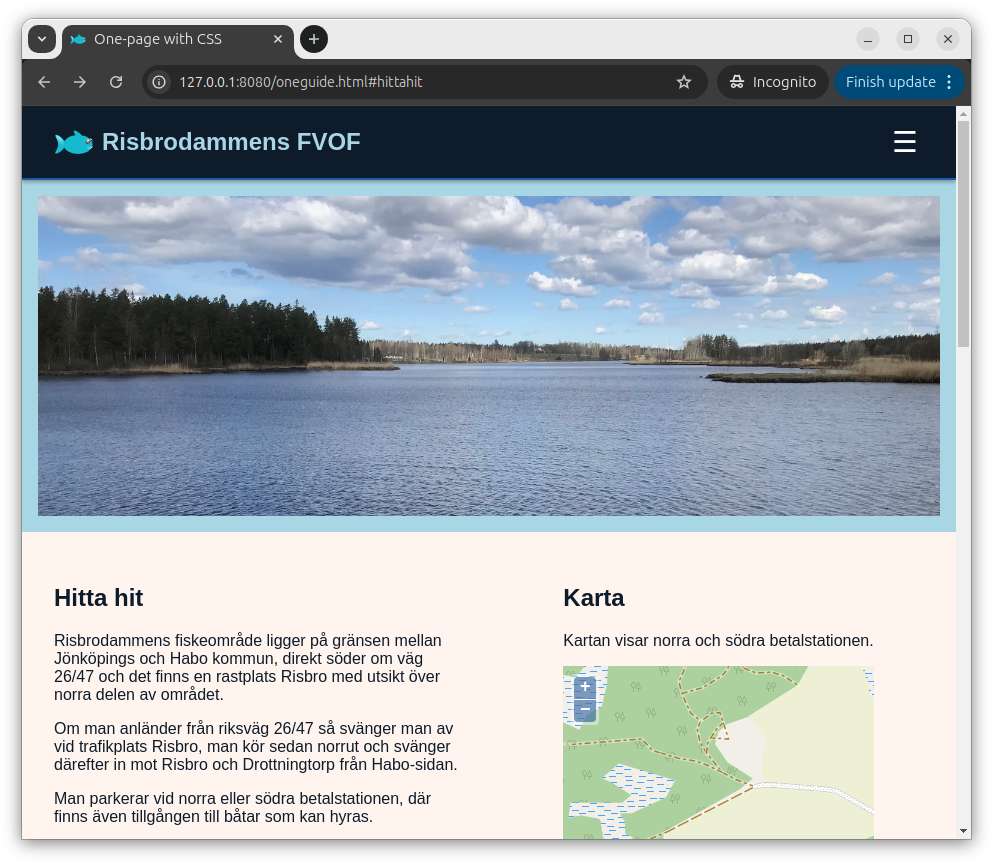 One-page with CSS
127.0.0.1:8080/oneguide.html#hittahit
Incognito
Finish update
Risbrodammens FVOF
Hitta hit
Risbrodammens fiskeområde ligger på gränsen mellan
Jönköpings och Habo kommun, direkt söder om väg
26/47 och det finns en rastplats Risbro med utsikt över
norra delen av området.
Om man anländer från riksväg 26/47 så svänger man av
vid trafikplats Risbro, man kör sedan norrut och svänger
därefter in mot Risbro och Drottningtorp från Habo-sidan.
Man parkerar vid norra eller södra betalstationen, där
finns även tillgången till båtar som kan hyras.
Karta
Kartan visar norra och södra betalstationen.
+
−